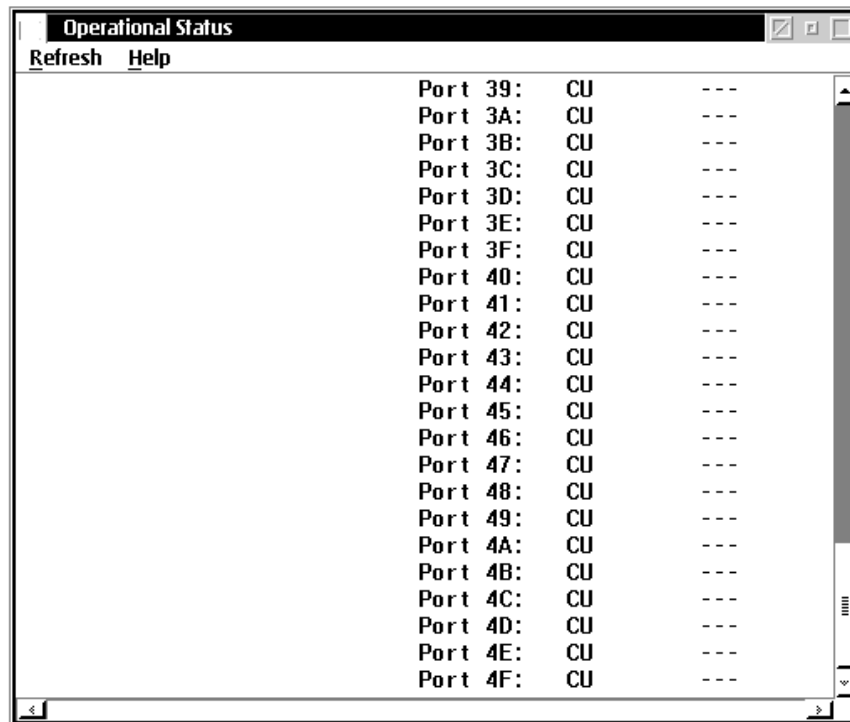 Operational Status
Refresh Help
Port 39: CU ---
Port 3A: CU ---
Port 3B: CU ---
Port 3C: CU ---
Port 3D: CU ---
Port 3E: CU ---
Port 3F: CU ---
Port 40: CU ---
Port 41: CU ---
Port 42: CU ---
Port 43: CU ---
Port 44: CU ---
Port 45: CU ---
Port 46: CU ---
Port 47: CU ---
Port 48: CU ---
Port 49: CU ---
Port 4A: CU ---
Port 4B: CU ---
Port 4C: CU ---
Port 4D: CU ---
Port 4E: CU ---
Port 4F: CU ---